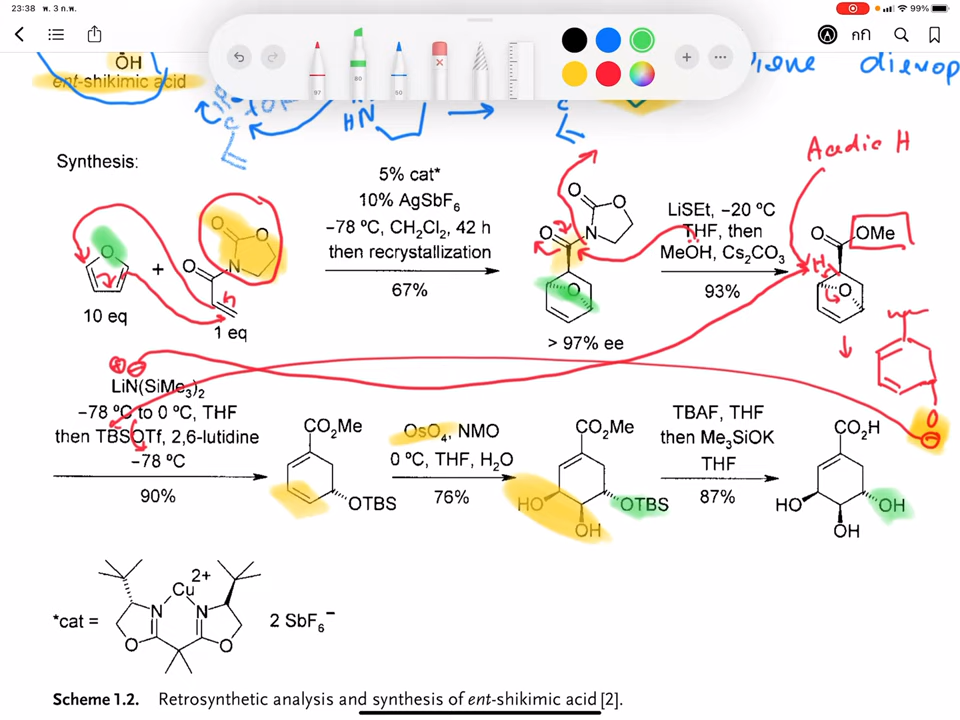 23:38 พ. 3 ก.พ.
99%
กกี
97
80
50
OH
ent-shikimic acid
HN
C
C
Synthesis:
5% cat*
10% AgSbF6
-78 ºC, CH2Cl2, 42 h
then recrystallization
67%
O
+
O
O
N
O
10 eq
1 eq
H
O
O
N
O
O
> 97% ee
LiSEt, −20 ºC
THF, then
MeOH, Cs2CO3
93%
Acidic H
O
OMe
H
O
O
⊖
⊕ ⊖
LiN(SiMe3)2
−78 ºC to 0 ºC, THF
then TBSOTf, 2,6-lutidine
−78 ºC
90%
CO2Me
OTBS
OsO4, NMO
0 ºC, THF, H2O
76%
CO2Me
HO
OTBS
OH
TBAF, THF
then Me3SiOK
THF
87%
CO2H
HO
OH
OH
*cat =
Cu 2+
N
N
O
O
2 SbF6−
Scheme 1.2. Retrosynthetic analysis and synthesis of ent-shikimic acid [2].